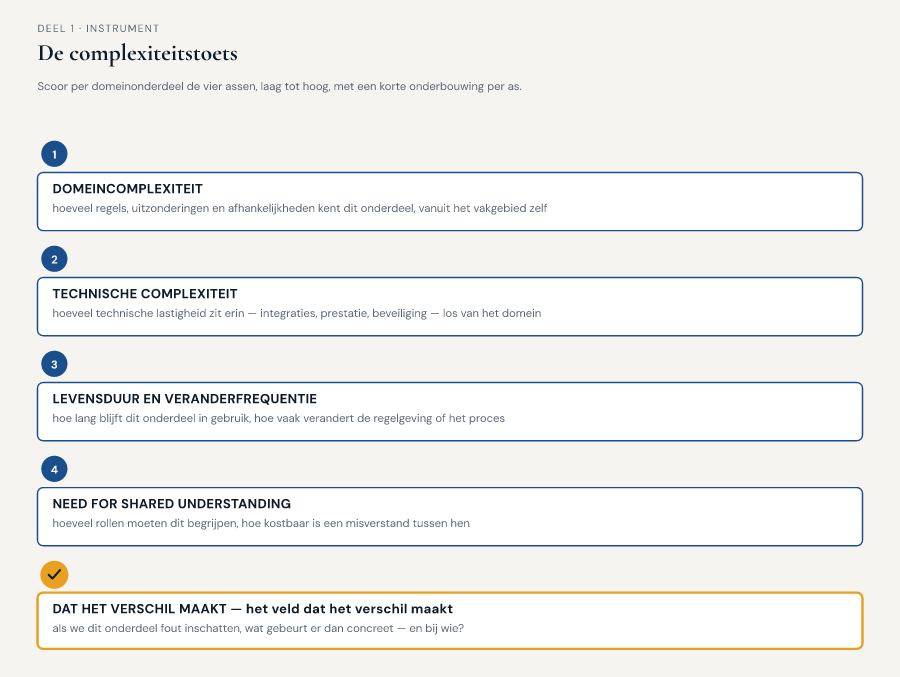 DEEL 1 · INSTRUMENT
De complexiteitstoets
Scoor per domeinonderdeel de vier assen, laag tot hoog, met een korte onderbouwing per as.
1
DOMEINCOMPLEXITEIT
hoeveel regels, uitzonderingen en afhankelijkheden kent dit onderdeel, vanuit het vakgebied zelf
2
TECHNISCHE COMPLEXITEIT
hoeveel technische lastigheid zit erin — integraties, prestatie, beveiliging — los van het domein
3
LEVENSDUUR EN VERANDERFREQUENTIE
hoe lang blijft dit onderdeel in gebruik, hoe vaak verandert de regelgeving of het proces
4
NEED FOR SHARED UNDERSTANDING
hoeveel rollen moeten dit begrijpen, hoe kostbaar is een misverstand tussen hen
DAT HET VERSCHIL MAAKT — het veld dat het verschil maakt
als we dit onderdeel fout inschatten, wat gebeurt er dan concreet — en bij wie?